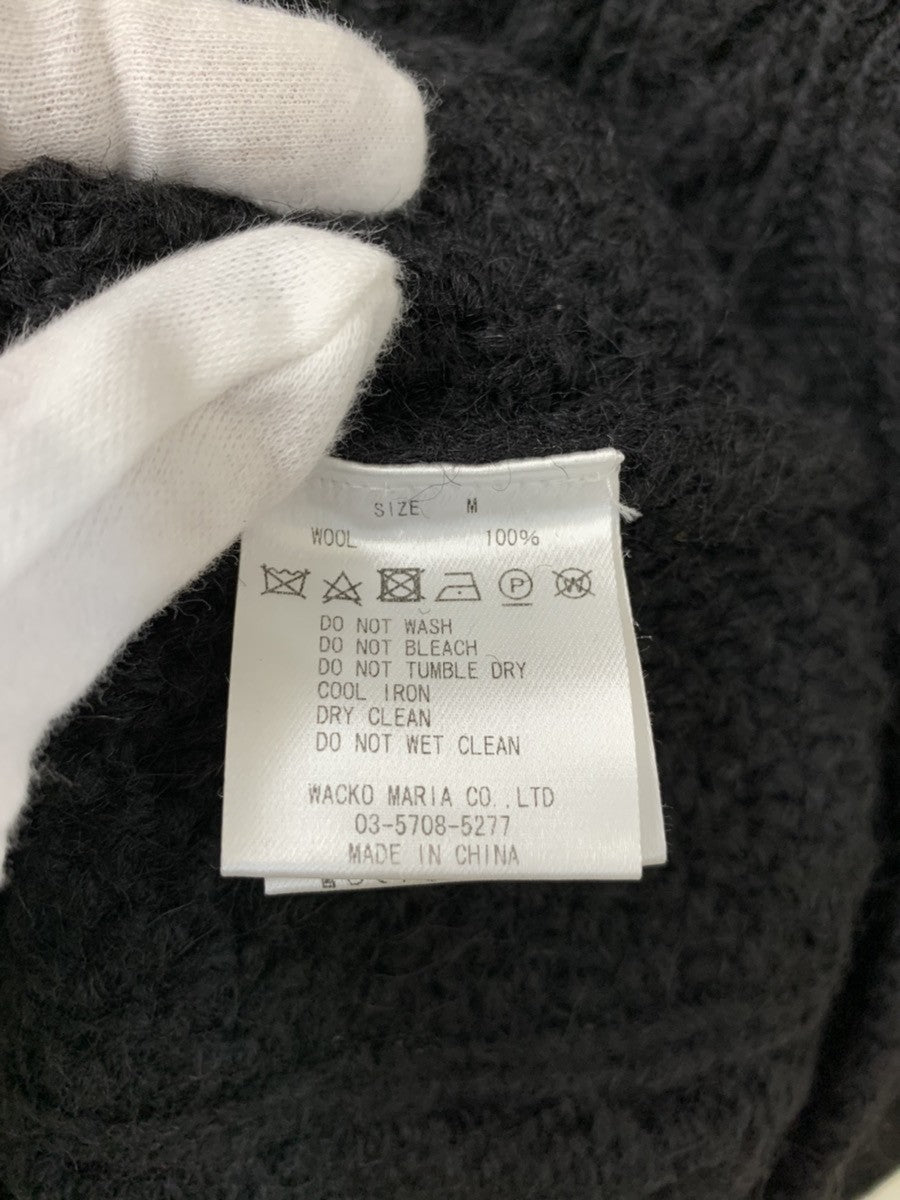 SIZE M
WOOL 100%
P W
DO NOT WASH
DO NOT BLEACH
DO NOT TUMBLE DRY
COOL IRON
DRY CLEAN
DO NOT WET CLEAN
WACKO MARIA CO.,LTD
03-5708-5277
MADE IN CHINA